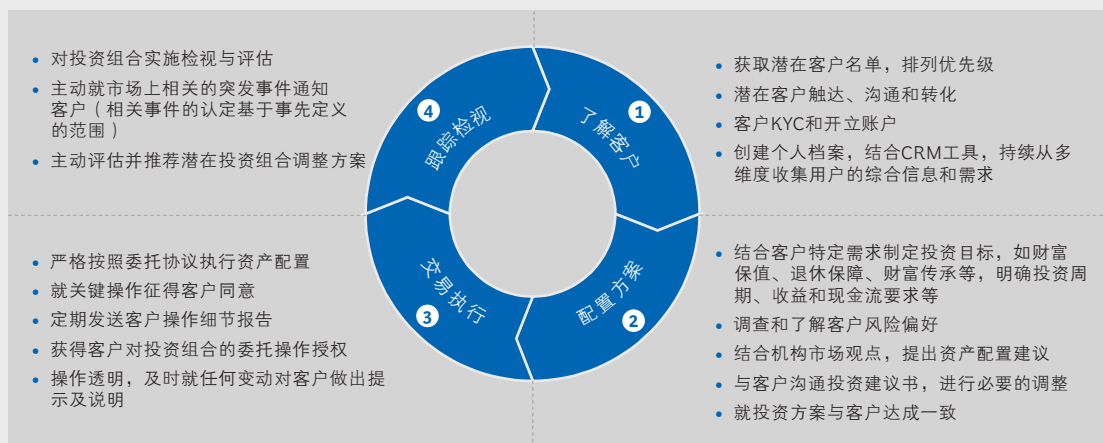 • 对投资组合实施检视与评估
• 主动就市场上相关的突发事件通知
客户（相关事件的认定基于事先定义
的范围）
• 主动评估并推荐潜在投资组合调整方案
4
跟踪检视
1
了解客户
• 获取潜在客户名单，排列优先级
• 潜在客户触达、沟通和转化
• 客户KYC和开立账户
• 创建个人档案，结合CRM工具，持续从多
维度收集用户的综合信息和需求
• 严格按照委托协议执行资产配置
• 就关键操作征得客户同意
• 定期发送客户操作细节报告
• 获得客户对投资组合的委托操作授权
• 操作透明，及时就任何变动对客户做出提
示及说明
交易执行
3
配置方案
2
• 结合客户特定需求制定投资目标，如财富
保值、退休保障、财富传承等，明确投资周
期、收益和现金流要求等
• 调查和了解客户风险偏好
• 结合机构市场观点，提出资产配置建议
• 与客户沟通投资建议书，进行必要的调整
• 就投资方案与客户达成一致